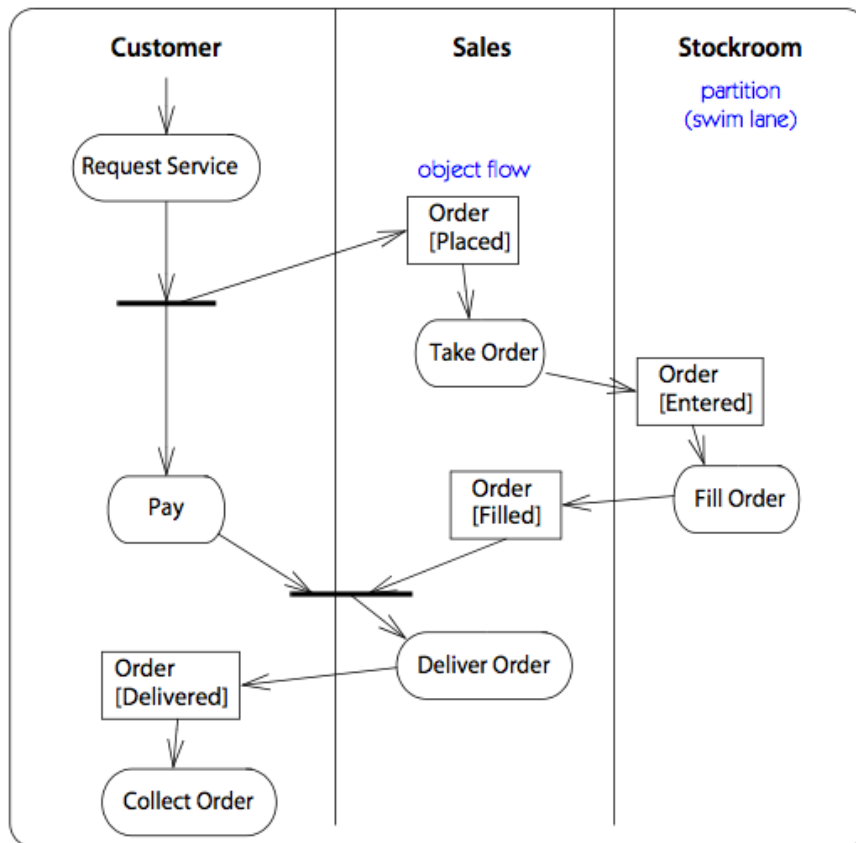 Customer
Sales
Stockroom
partition
(swim lane)
Request Service
object flow
Order
[Placed]
Take Order
Order
[Entered]
Pay
Order
[Filled]
Fill Order
Order
[Delivered]
Deliver Order
Collect Order